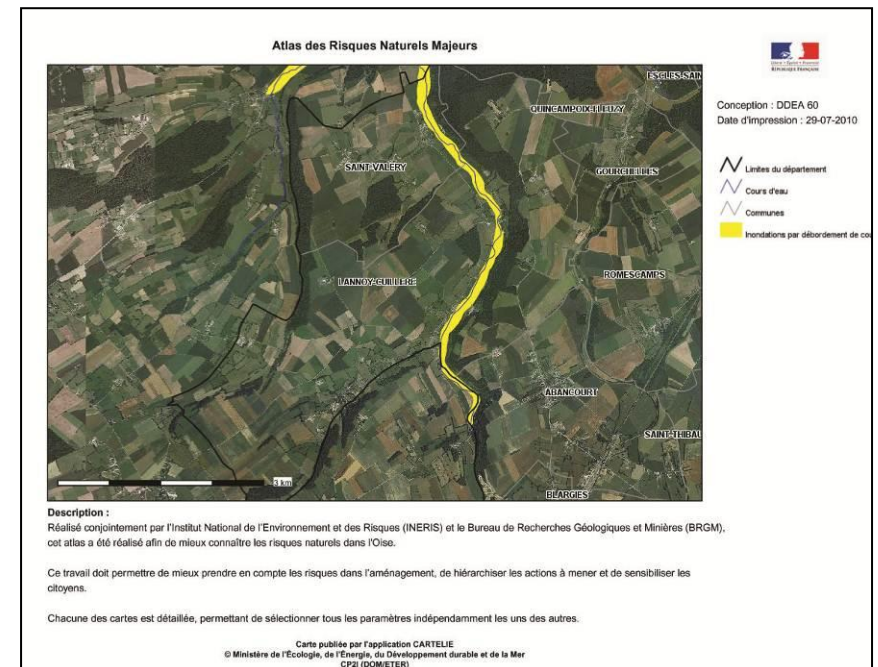 Atlas des Risques Naturels Majeurs
RÉPUBLIQUE FRANÇAISE
Conception : DDEA 60
Date d'impression : 29-07-2010
Limites du département
Cours d'eau
Communes
Inondations par débordement de cou
ESCLES-SAIN
QUINCAMPOIX-FLEUZY
SAINT-VALERY
GOURCHELLES
LANNOY-CUILLERE
ROMESCAMPS
ABANCOURT
SAINT-THIBAU
BLARGIES
3 km
Description :
Réalisé conjointement par l'Institut National de l'Environnement et des Risques (INERIS) et le Bureau de Recherches Géologiques et Minières (BRGM),
cet atlas a été réalisé afin de mieux connaître les risques naturels dans l'Oise.
Ce travail doit permettre de mieux prendre en compte les risques dans l'aménagement, de hiérarchiser les actions à mener et de sensibiliser les
citoyens.
Chacune des cartes est détaillée, permettant de sélectionner tous les paramètres indépendamment les uns des autres.
Carte publiée par l'application CARTELIE
© Ministère de l'Écologie, de l'Énergie, du Développement durable et de la Mer
CP2I (DOM/ETER)